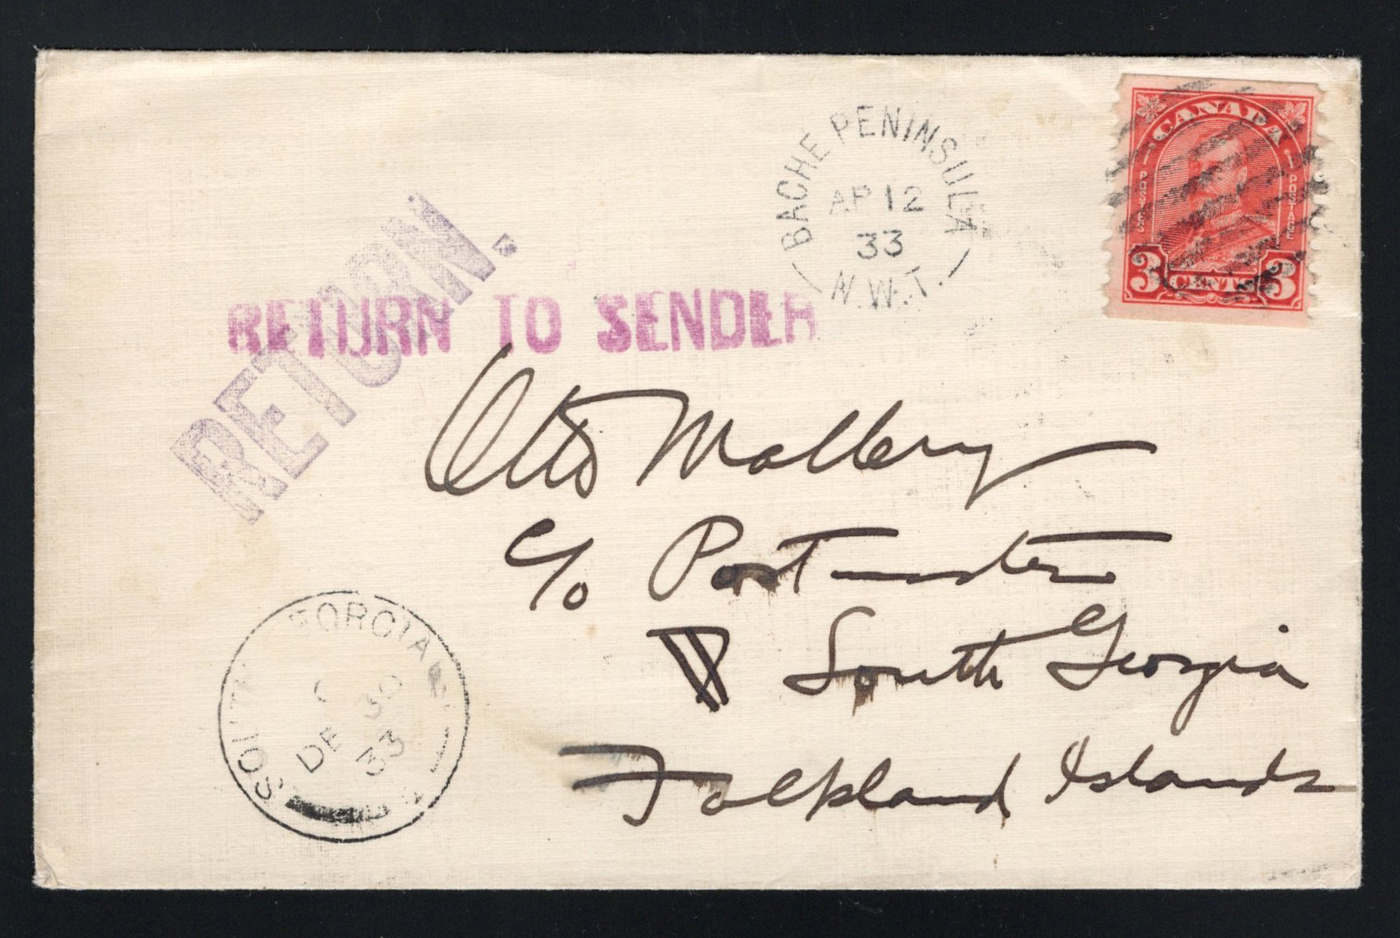 BACHE PENINSULA
AP 12
33
N.W.T.
CANADA
POSTES POSTAGE
3 CENTS 3
RETURN.
RETURN TO SENDER
Otto Mallery
c/o Postmaster
South Georgia
Falkland Islands
SOUTH GEORGIA
C
DE 30
33